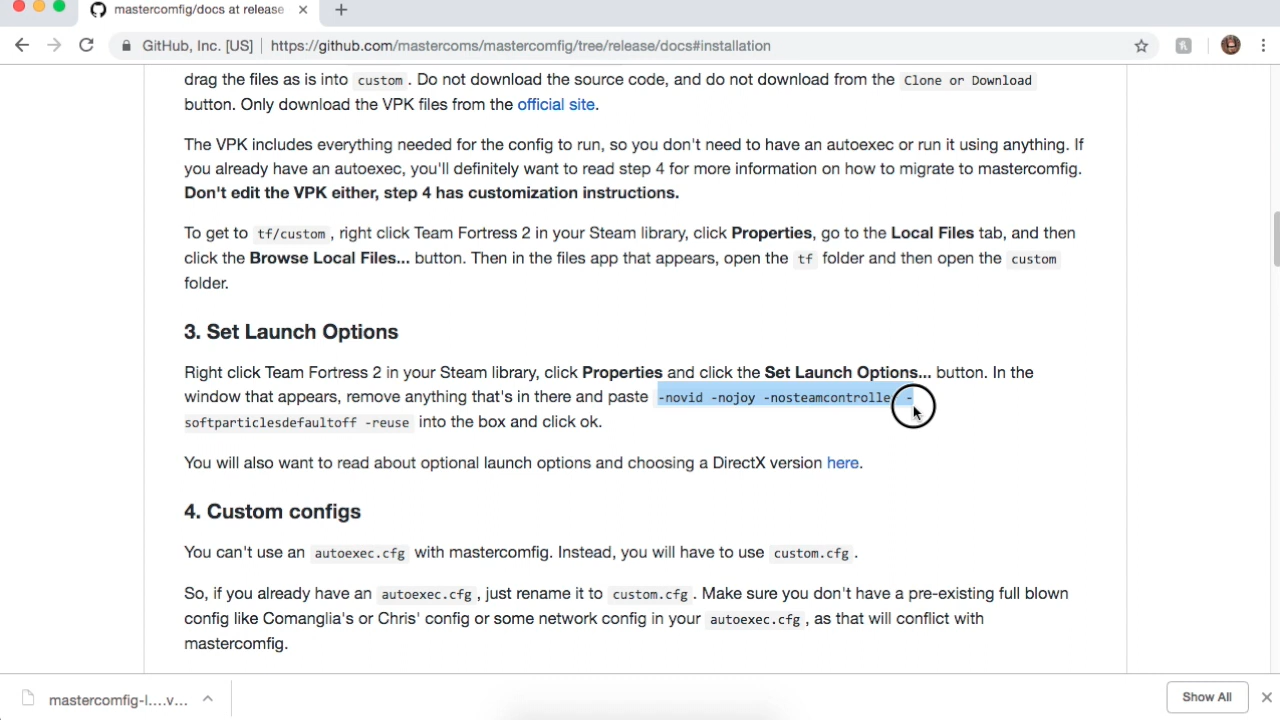 mastercomfig/docs at release
GitHub, Inc. [US] | https://github.com/mastercoms/mastercomfig/tree/release/docs#installation
drag the files as is into custom . Do not download the source code, and do not download from the Clone or Download
button. Only download the VPK files from the official site.
The VPK includes everything needed for the config to run, so you don't need to have an autoexec or run it using anything. If
you already have an autoexec, you'll definitely want to read step 4 for more information on how to migrate to mastercomfig.
Don't edit the VPK either, step 4 has customization instructions.
To get to tf/custom , right click Team Fortress 2 in your Steam library, click Properties, go to the Local Files tab, and then
click the Browse Local Files... button. Then in the files app that appears, open the tf folder and then open the custom
folder.
3. Set Launch Options
Right click Team Fortress 2 in your Steam library, click Properties and click the Set Launch Options... button. In the
window that appears, remove anything that's in there and paste -novid -nojoy -nosteamcontroller -
softparticlesdefaultoff -reuse into the box and click ok.
You will also want to read about optional launch options and choosing a DirectX version here.
4. Custom configs
You can't use an autoexec.cfg with mastercomfig. Instead, you will have to use custom.cfg .
So, if you already have an autoexec.cfg , just rename it to custom.cfg . Make sure you don't have a pre-existing full blown
config like Comanglia's or Chris' config or some network config in your autoexec.cfg , as that will conflict with
mastercomfig.
mastercomfig-l....v...
Show All